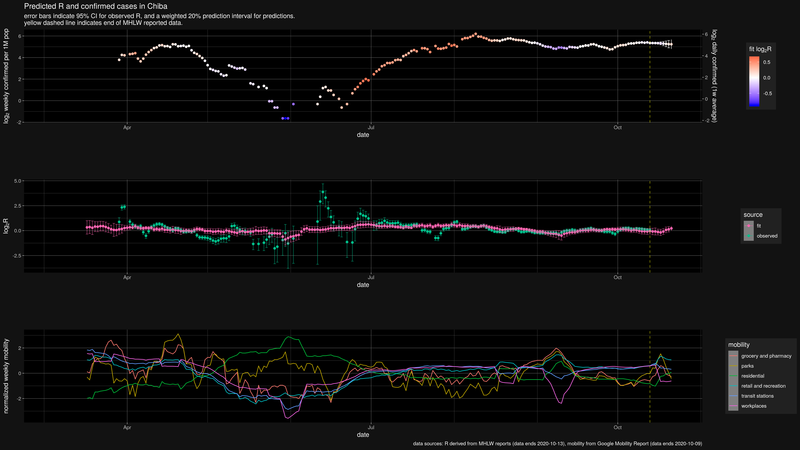 Predicted R and confirmed cases in Chiba
error bars indicate 95% CI for observed R, and a weighted 20% prediction interval for predictions.
yellow dashed line indicates end of MHLW reported data.
log₂ weekly confirmed per 1M pop
6
4
2
0
-2
log₂ daily confirmed (1w average)
6
4
2
0
-2
Apr
Jul
Oct
date
fit log₂R
0.5
0.0
-0.5
log₂R
5.0
2.5
0.0
-2.5
Apr
Jul
Oct
date
source
fit
observed
normalised weekly mobility
2
0
-2
Apr
Jul
Oct
date
mobility
grocery and pharmacy
parks
residential
retail and recreation
transit stations
workplaces
data sources: R derived from MHLW reports (data ends 2020-10-13), mobility from Google Mobility Report (data ends 2020-10-09)